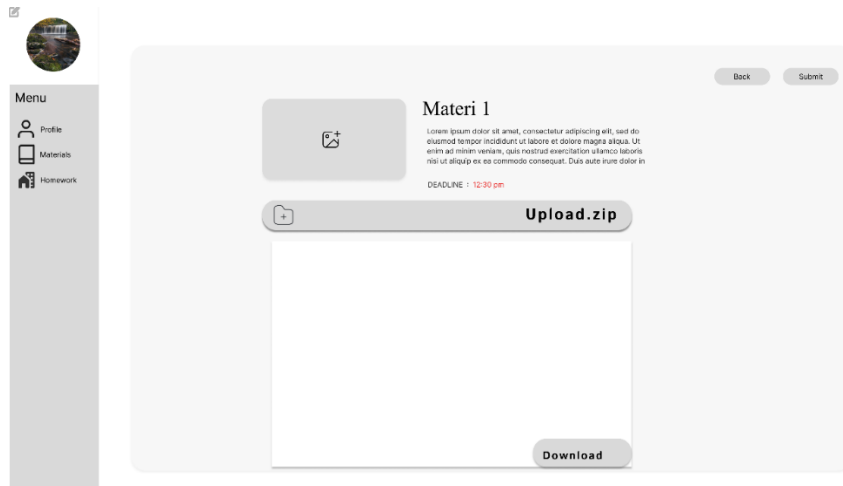 Menu
Profile
Materials
Homework
Back
Submit
Materi 1
Lorem ipsum dolor sit amet, consectetur adipiscing elit, sed do
eiusmod tempor incididunt ut labore et dolore magna aliqua. Ut
enim ad minim veniam, quis nostrud exercitation ullamco laboris
nisi ut aliquip ex ea commodo consequat. Duis aute irure dolor in
DEADLINE : 12:30 pm
Upload.zip
Download